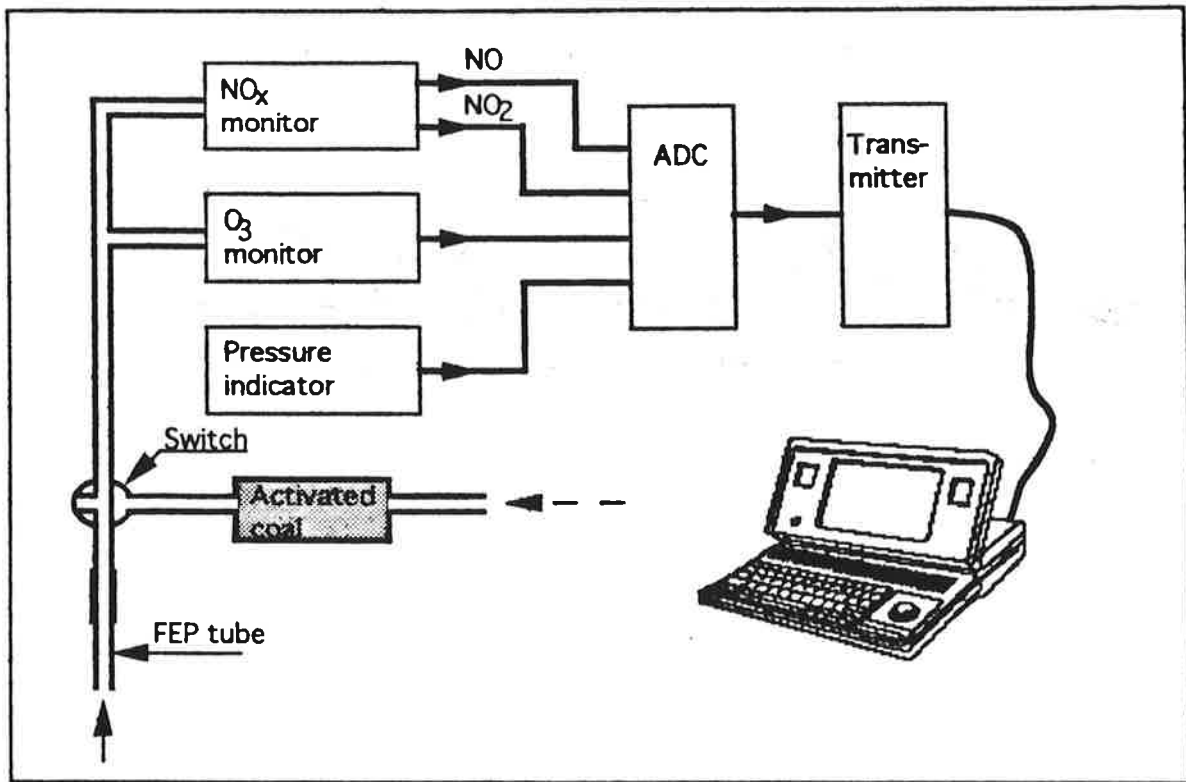 NO
NOx
monitor
NO2
ADC
Trans-
mitter
O3
monitor
Pressure
indicator
Switch
Activated
coal
FEP tube